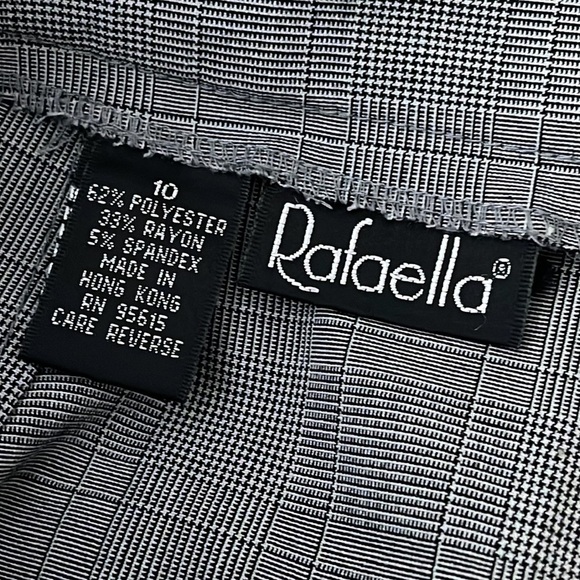 10
62% POLYESTER
33% RAYON
5% SPANDEX
MADE IN
HONG KONG
RN 95615
CARE REVERSE
Rafaella®